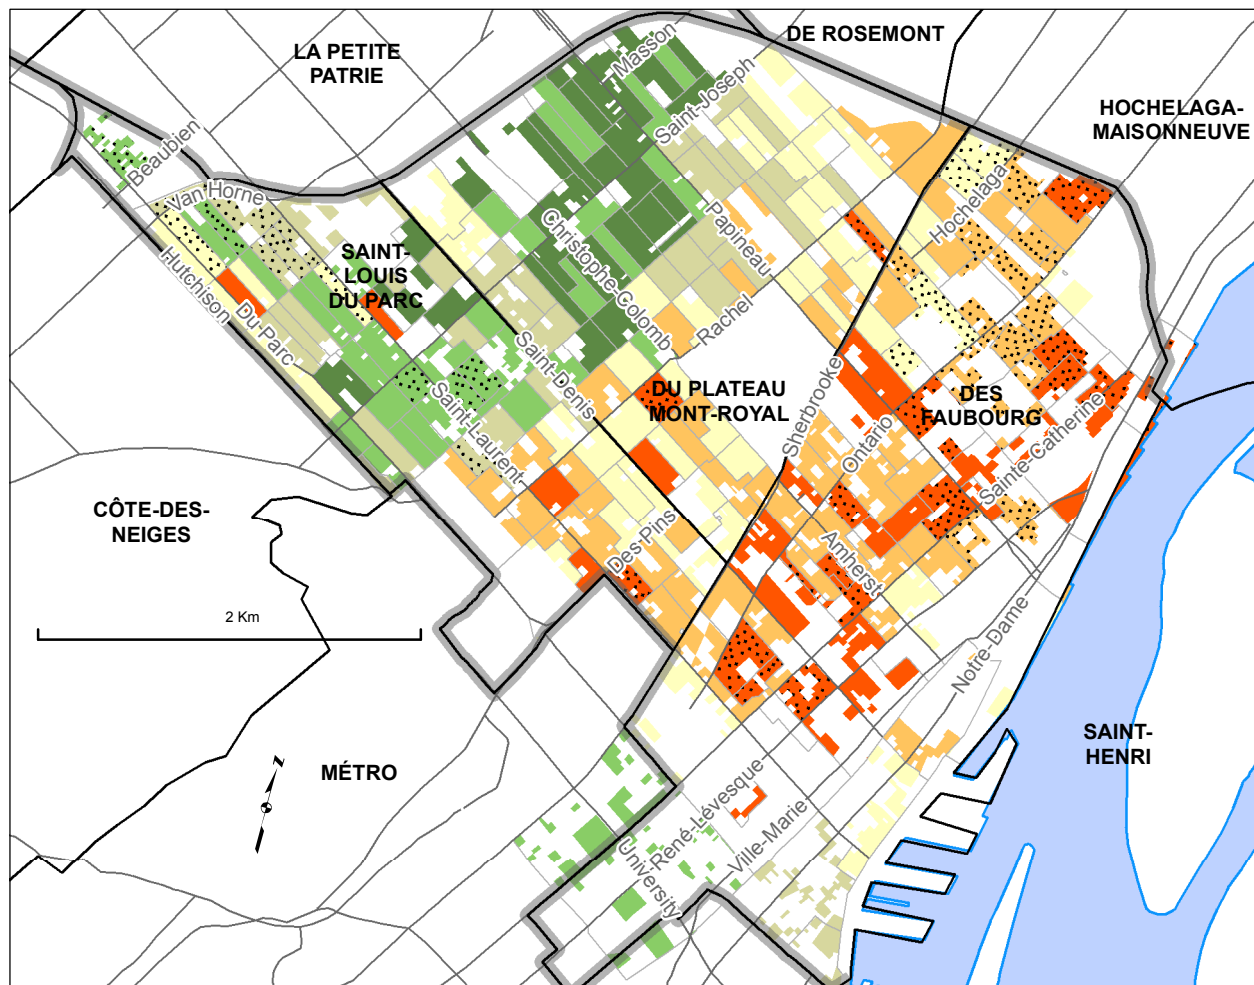 DE ROSEMONT
LA PETITE
PATRIE
Masson
Saint-Joseph
HOCHELAGA-
MAISONNEUVE
Beaubien
Van Horne
Hochelaga
Papineau
Christophe-Colomb
SAINT-
LOUIS
DU PARC
Hutchison
Du Parc
Rachel
Saint-Denis
Sherbrooke
DU PLATEAU
MONT-ROYAL
DES
FAUBOURG
Saint-Laurent
Ontario
Sainte-Catherine
CÔTE-DES-
NEIGES
Des Pins
Amherst
2 Km
Notre-Dame
N
MÉTRO
SAINT-
HENRI
René-Lévesque
Ville-Marie
University